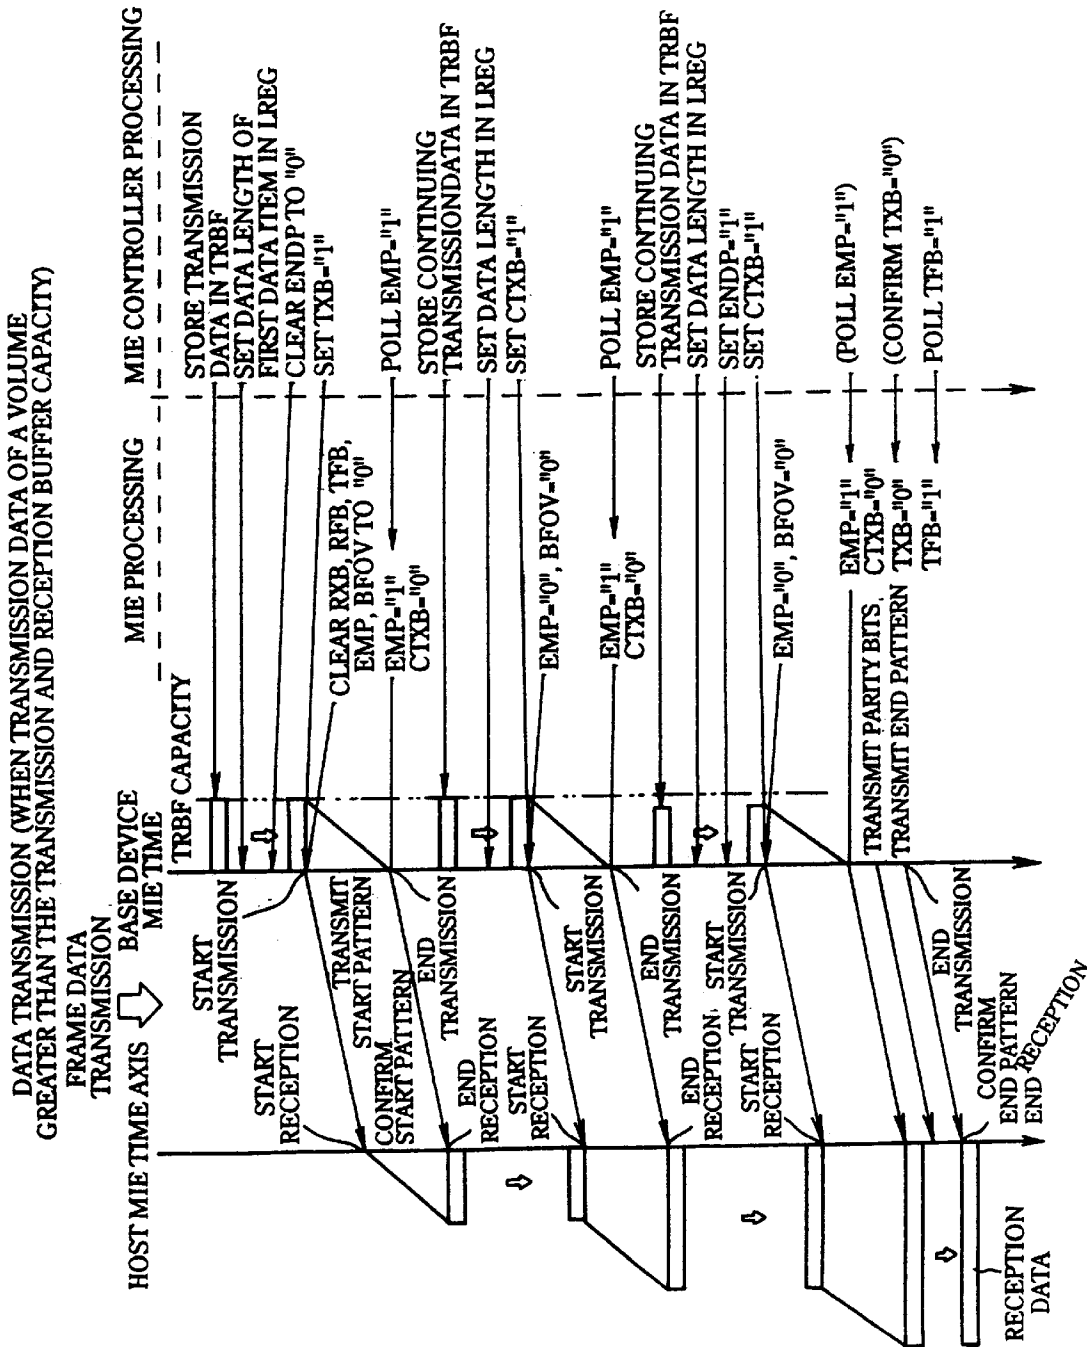 DATA TRANSMISSION (WHEN TRANSMISSION DATA OF A VOLUME
GREATER THAN THE TRANSMISSION AND RECEPTION BUFFER CAPACITY)
FRAME DATA
TRANSMISSION
HOST MIE TIME AXIS
BASE DEVICE
MIE TIME
TRBF CAPACITY
MIE PROCESSING
MIE CONTROLLER PROCESSING
STORE TRANSMISSION
DATA IN TRBF
SET DATA LENGTH OF
FIRST DATA ITEM IN LREG
CLEAR ENDP TO "0"
SET TXB="1"
POLL EMP="1"
STORE CONTINUING
TRANSMISSIONDATA IN TRBF
SET DATA LENGTH IN LREG
SET CTXB="1"
POLL EMP="1"
STORE CONTINUING
TRANSMISSION DATA IN TRBF
SET DATA LENGTH IN LREG
SET ENDP="1"
SET CTXB="1"
(POLL EMP="1")
(CONFIRM TXB="0")
POLL TFB="1"
CLEAR RXB, RFB, TFB,
EMP, BFOV TO "0"
EMP="1"
CTXB="0"
EMP="0", BFOV="0"
EMP="1"
CTXB="0"
EMP="0", BFOV="0"
EMP="1"
CTXB="0"
TXB="0"
TFB="1"
TRANSMIT PARITY BITS,
TRANSMIT END PATTERN
START
TRANSMISSION
TRANSMIT
START PATTERN
END
TRANSMISSION
START
TRANSMISSION
END
TRANSMISSION
START
TRANSMISSION
END
TRANSMISSION
START
RECEPTION
CONFIRM
START PATTERN
END
RECEPTION
START
RECEPTION
END
RECEPTION
START
RECEPTION
CONFIRM
END PATTERN
END RECEPTION
RECEPTION
DATA